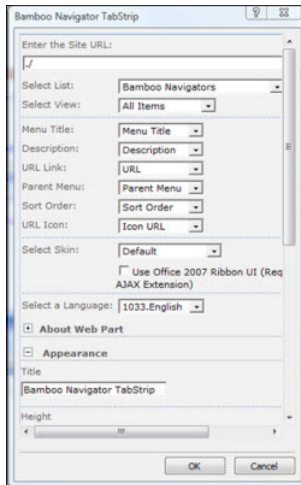 Bamboo Navigator TabStrip
Enter the Site URL:
./
Select List: Bamboo Navigators
Select View: All Items
Menu Title: Menu Title
Description: Description
URL Link: URL
Parent Menu: Parent Menu
Sort Order: Sort Order
URL Icon: Icon URL
Select Skin: Default
Use Office 2007 Ribbon UI (Req
AJAX Extension)
Select a Language: 1033.English
About Web Part
Appearance
Title
Bamboo Navigator TabStrip
Height
OK Cancel